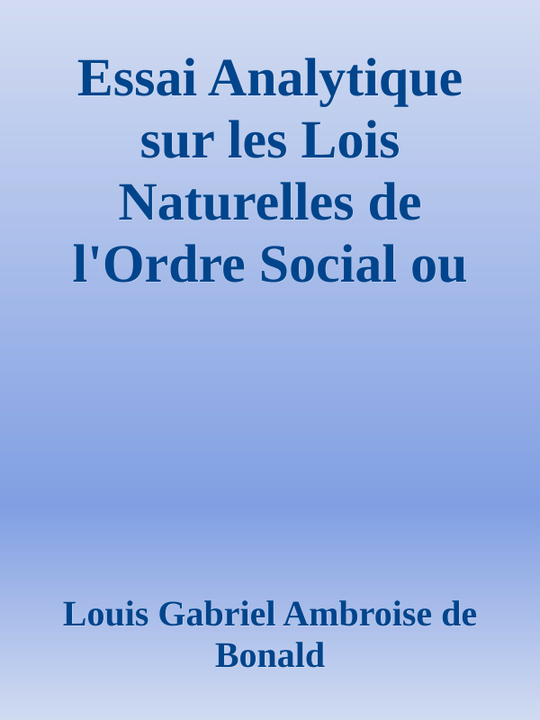 Essai Analytique
sur les Lois
Naturelles de
l'Ordre Social ou
Louis Gabriel Ambroise de
Bonald